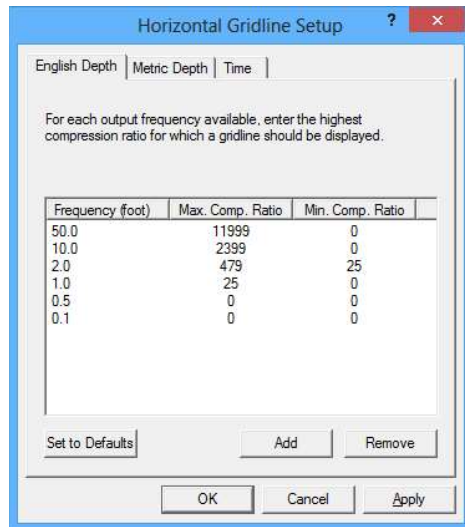 Horizontal Gridline Setup ?
English Depth Metric Depth Time
For each output frequency available, enter the highest
compression ratio for which a gridline should be displayed.
Frequency (foot) Max. Comp. Ratio Min. Comp. Ratio
50.0 11999 0
10.0 2399 0
2.0 479 25
1.0 25 0
0.5 0 0
0.1 0 0
Set to Defaults Add Remove
OK Cancel Apply